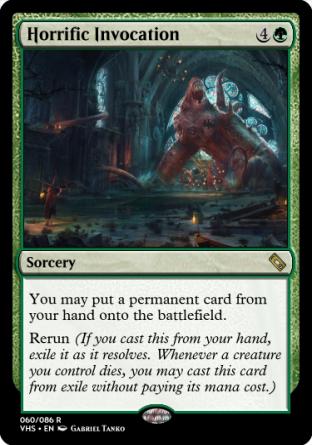 Horrific Invocation 4
Sorcery
You may put a permanent card from
your hand onto the battlefield.
Rerun (If you cast this from your hand,
exile it as it resolves. Whenever a creature
you control dies, you may cast this card
from exile without paying its mana cost.)
060/086 R
VHS • EN Gabriel Tanko